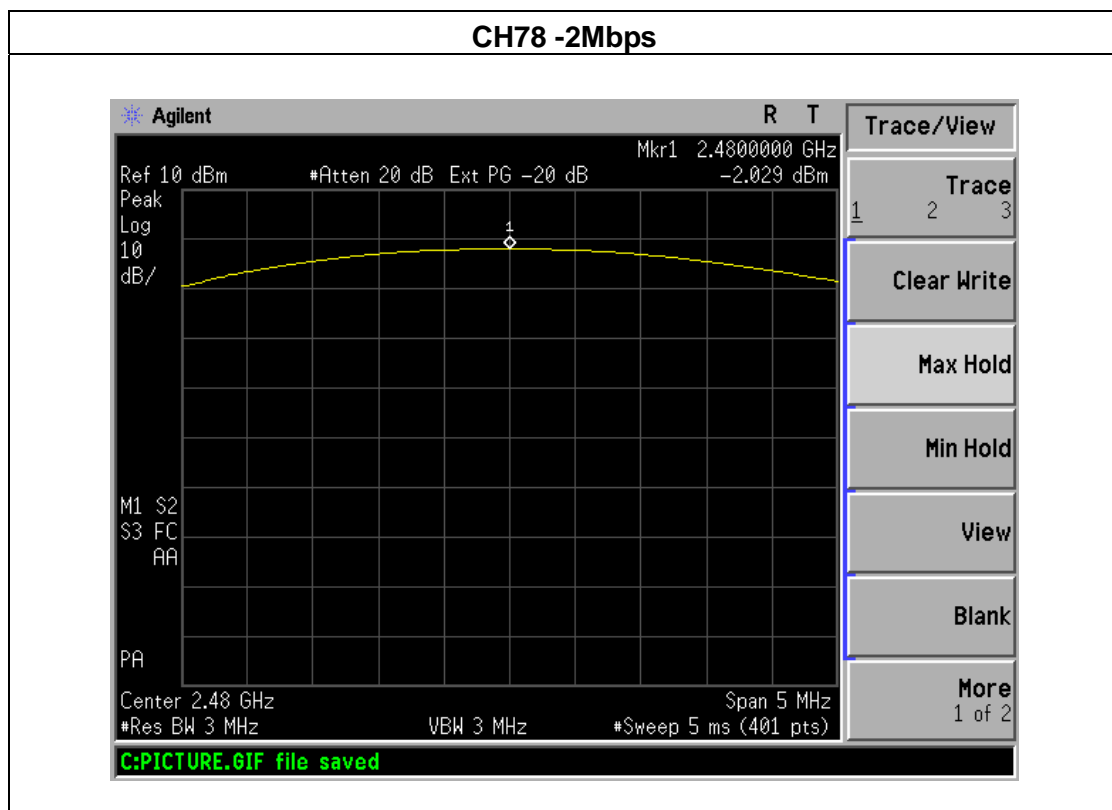 CH78 -2Mbps
Agilent R T
Mkr1 2.4800000 GHz
Ref 10 dBm #Atten 20 dB Ext PG -20 dB -2.029 dBm
Peak
Log
10
dB/
1
M1 S2
S3 FC
AA
PA
Center 2.48 GHz Span 5 MHz
#Res BW 3 MHz VBW 3 MHz #Sweep 5 ms (401 pts)
C:PICTURE.GIF file saved
Trace/View
Trace
1 2 3
Clear Write
Max Hold
Min Hold
View
Blank
More
1 of 2